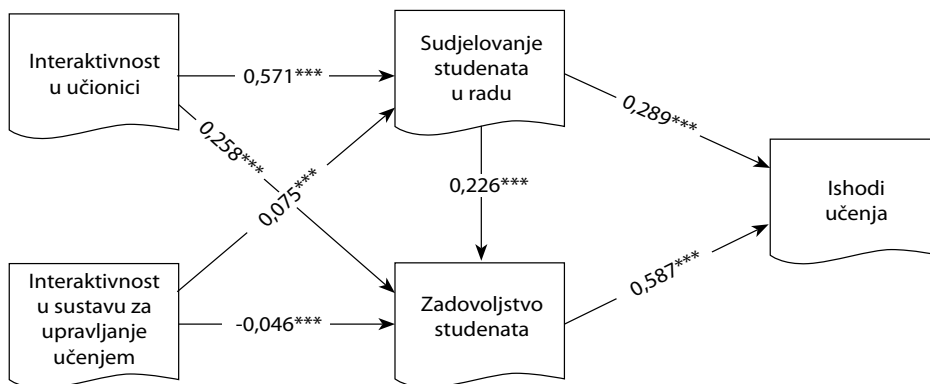 Interaktivnost
u učionici
0,571***
Sudjelovanje
studenata
u radu
0,289***
0,258***
0,075***
0,226***
Ishodi
učenja
Interaktivnost
u sustavu za
upravljanje
učenjem
-0,046***
Zadovoljstvo
studenata
0,587***